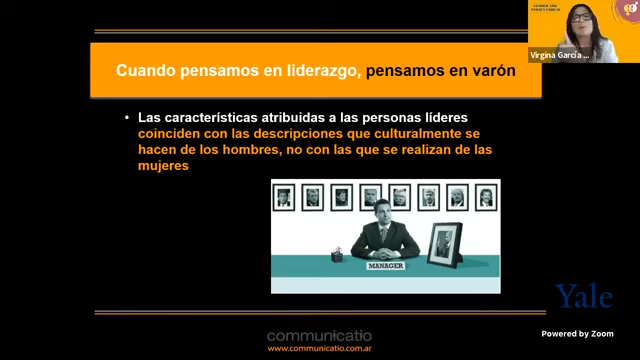 Cuando pensamos en liderazgo, pensamos en varón
• Las características atribuidas a las personas líderes
coinciden con las descripciones que culturalmente se
hacen de los hombres, no con las que se realizan de las
mujeres
MANAGER
communicatio
www.communicatio.com.ar
Virgina García ...
Yale
Powered by Zoom